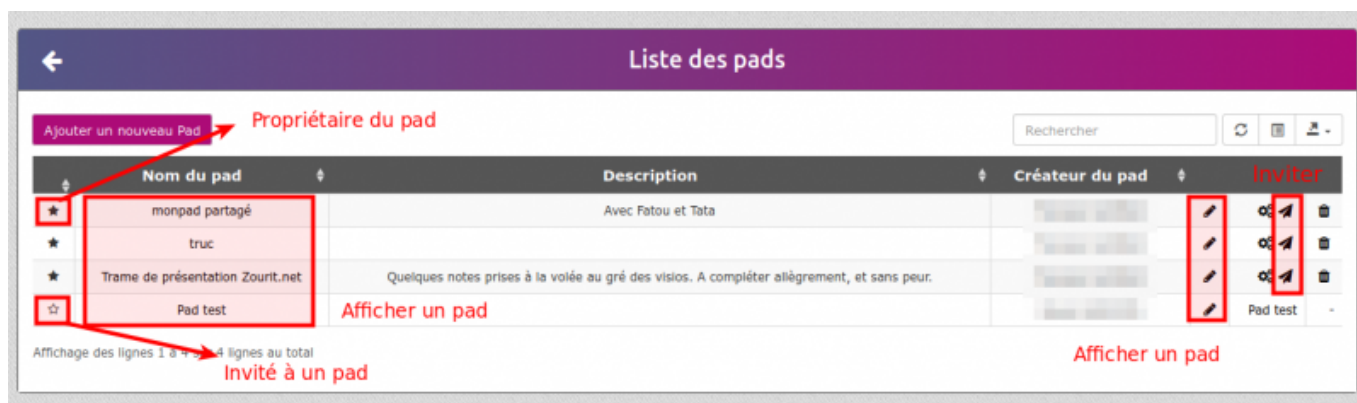 Liste des pads
Ajouter un nouveau Pad
Propriétaire du pad
Rechercher
Nom du pad Description Créateur du pad Inviter
monpad partagé Avec Fatou et Tata
truc
Trame de présentation Zourit.net Quelques notes prises à la volée au gré des visios. A compléter allègrement, et sans peur.
Pad test Afficher un pad Pad test -
Affichage des lignes 1 à 4 4 lignes au total
Afficher un pad
Invité à un pad